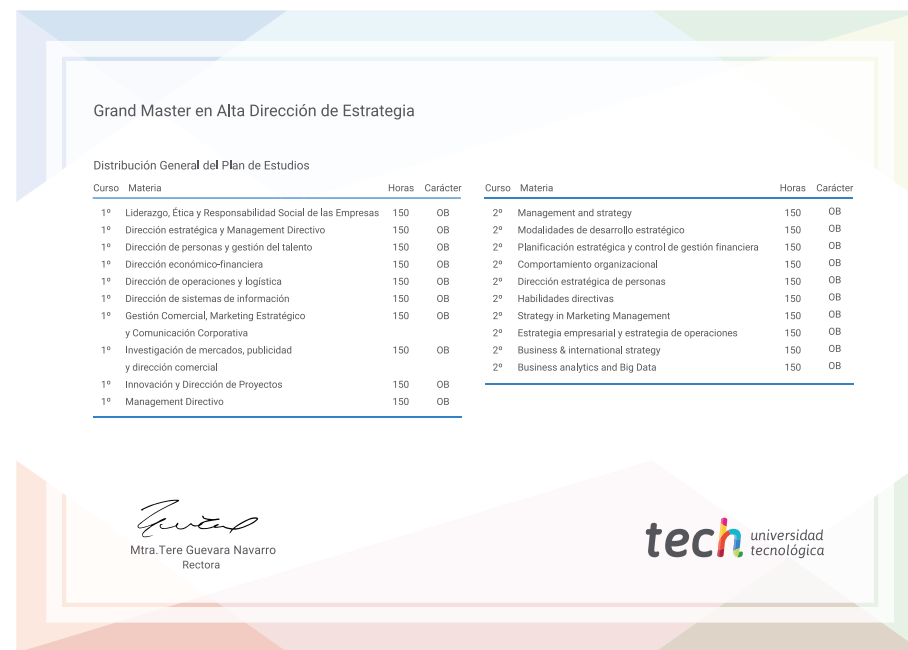 Grand Master en Alta Dirección de Estrategia
Distribución General del Plan de Estudios
Curso Materia Horas Carácter
1º Liderazgo, Ética y Responsabilidad Social de las Empresas 150 OB
1º Dirección estratégica y Management Directivo 150 OB
1º Dirección de personas y gestión del talento 150 OB
1º Dirección económico-financiera 150 OB
1º Dirección de operaciones y logística 150 OB
1º Dirección de sistemas de información 150 OB
1º Gestión Comercial, Marketing Estratégico 150 OB
y Comunicación Corporativa
1º Investigación de mercados, publicidad 150 OB
y dirección comercial
1º Innovación y Dirección de Proyectos 150 OB
1º Management Directivo 150 OB
Curso Materia Horas Carácter
2º Management and strategy 150 OB
2º Modalidades de desarrollo estratégico 150 OB
2º Planificación estratégica y control de gestión financiera 150 OB
2º Comportamiento organizacional 150 OB
2º Dirección estratégica de personas 150 OB
2º Habilidades directivas 150 OB
2º Strategy in Marketing Management 150 OB
2º Estrategia empresarial y estrategia de operaciones 150 OB
2º Business & international strategy 150 OB
2º Business analytics and Big Data 150 OB
Mtra.Tere Guevara Navarro
Rectora
tech universidad
tecnológica